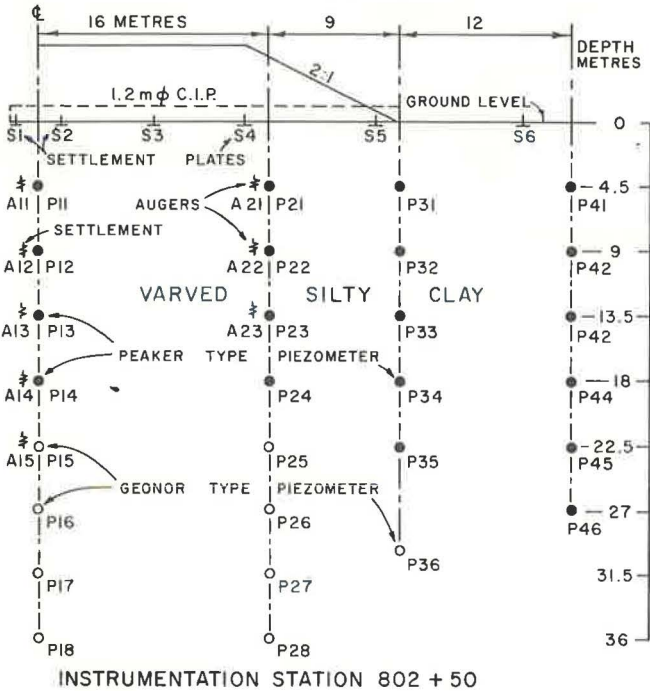 ℄
16 METRES 9 12
DEPTH
METRES
2:1
1.2mϕ C.I.P.
GROUND LEVEL
S1 S2 S3 S4 S5 S6 0
SETTLEMENT PLATES
4.5
A11 P11 AUGERS A21 P21 P31 P41
SETTLEMENT
9
A12 P12 A22 P22 P32 P42
VARVED SILTY CLAY
13.5
A13 P13 A23 P23 P33 P42
PEAKER TYPE PIEZOMETER
18
A14 P14 P24 P34 P44
22.5
A15 P15 P25 P35 P45
GEONOR TYPE PIEZOMETER
27
P16 P26 P46
P36
P17 P27 31.5
P18 P28 36
INSTRUMENTATION STATION 802 + 50